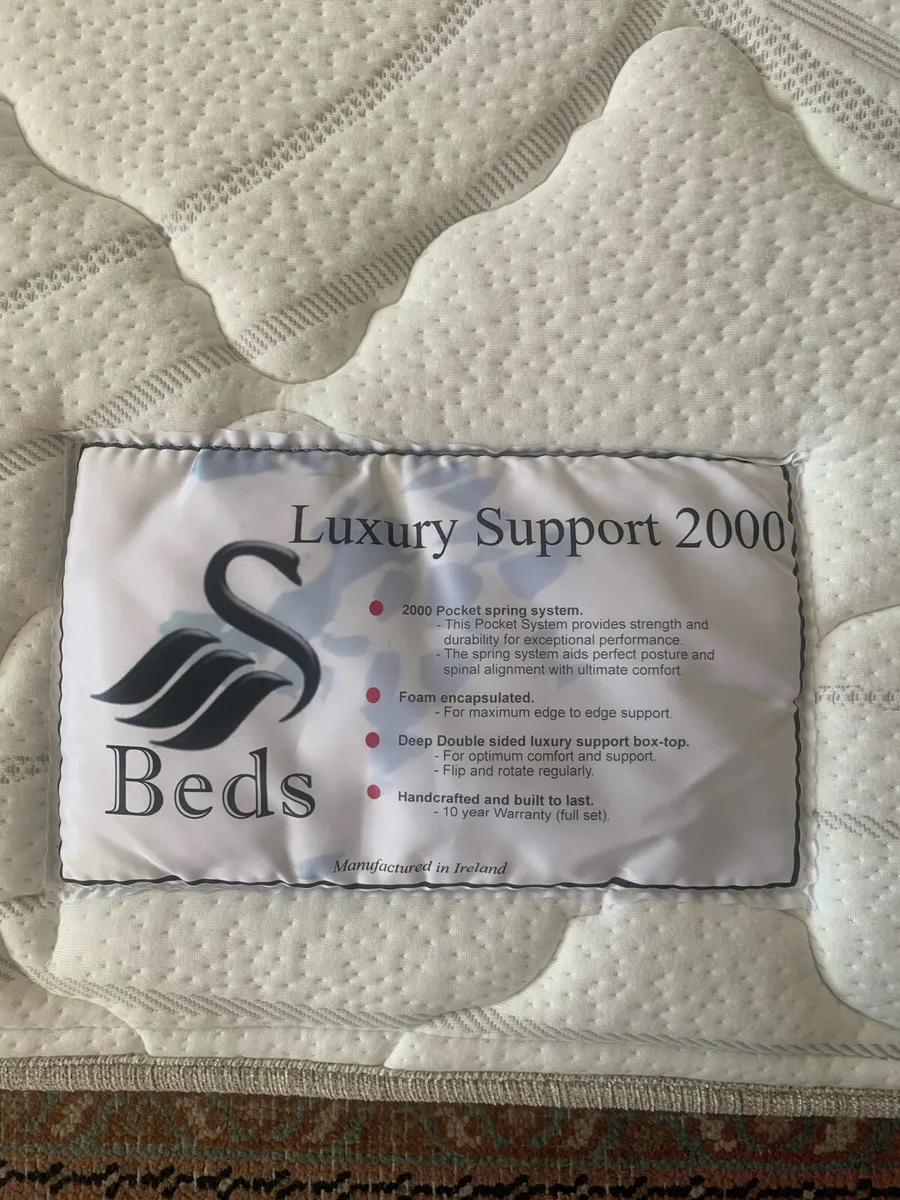 Luxury Support 2000
2000 Pocket spring system.
- This Pocket System provides strength and
durability for exceptional performance.
- The spring system aids perfect posture and
spinal alignment with ultimate comfort.
Foam encapsulated.
- For maximum edge to edge support.
Deep Double sided luxury support box-top.
- For optimum comfort and support.
- Flip and rotate regularly.
Handcrafted and built to last.
- 10 year Warranty (full set).
Beds
Manufactured in Ireland